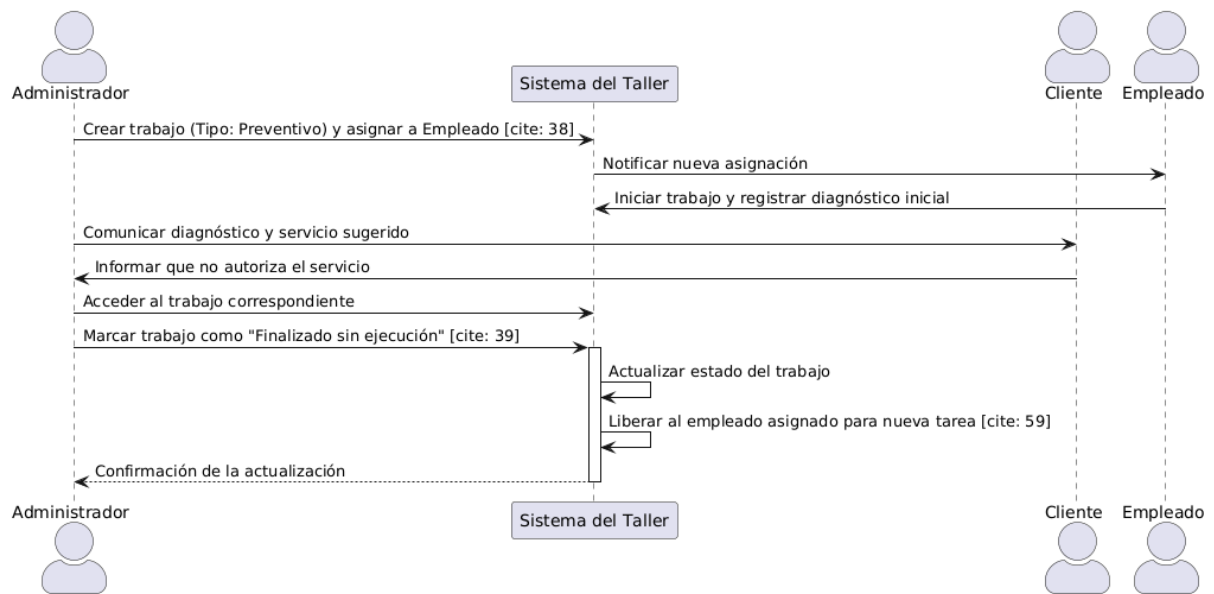 Administrador
Sistema del Taller
Cliente
Empleado
Crear trabajo (Tipo: Preventivo) y asignar a Empleado [cite: 38]
Notificar nueva asignación
Iniciar trabajo y registrar diagnóstico inicial
Comunicar diagnóstico y servicio sugerido
Informar que no autoriza el servicio
Acceder al trabajo correspondiente
Marcar trabajo como "Finalizado sin ejecución" [cite: 39]
Actualizar estado del trabajo
Liberar al empleado asignado para nueva tarea [cite: 59]
Confirmación de la actualización
Administrador
Sistema del Taller
Cliente
Empleado